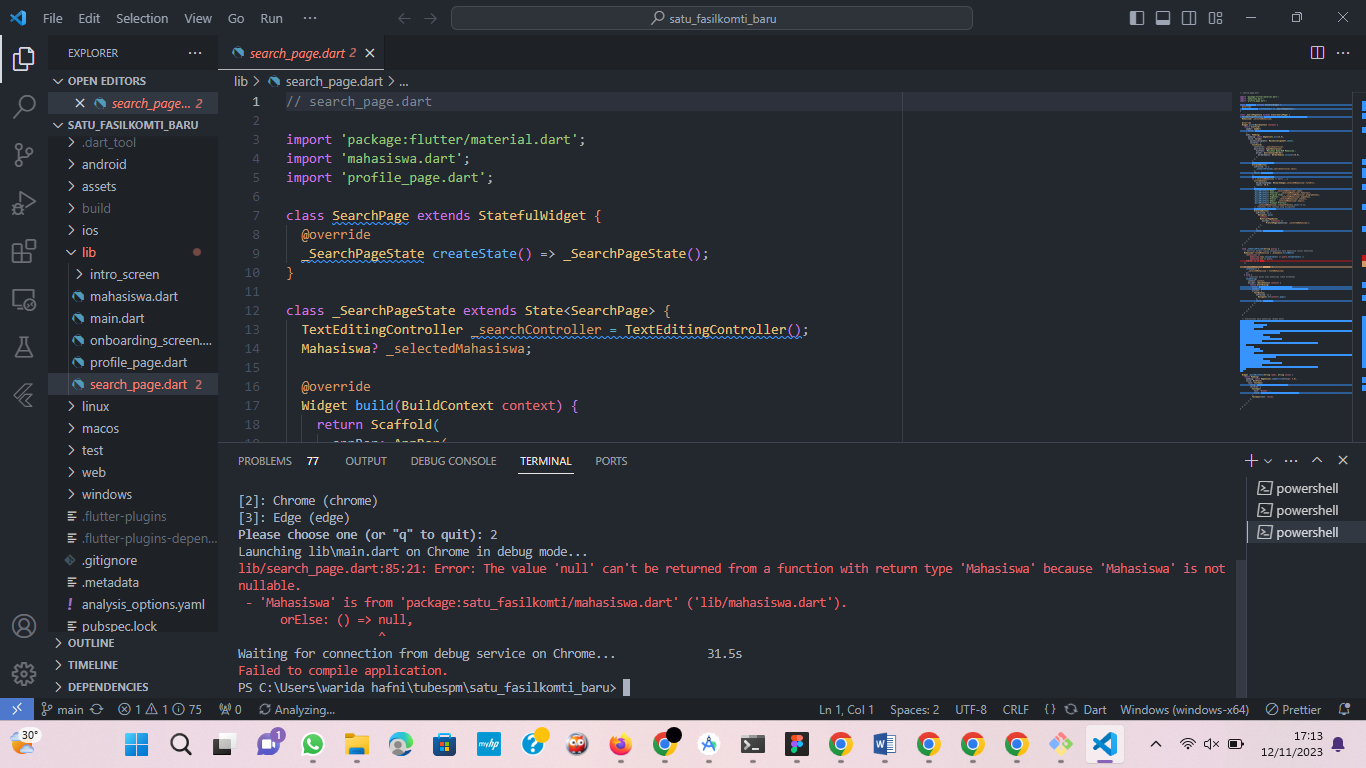 File Edit Selection View Go Run ···
satu_fasilkomti_baru
EXPLORER
OPEN EDITORS
search_page... 2
SATU_FASILKOMTI_BARU
.dart_tool
android
assets
build
ios
lib
intro_screen
mahasiswa.dart
main.dart
onboarding_screen....
profile_page.dart
search_page.dart 2
linux
macos
test
web
windows
.flutter-plugins
.flutter-plugins-depen...
.gitignore
.metadata
analysis_options.yaml
pubspec.lock
OUTLINE
TIMELINE
DEPENDENCIES
search_page.dart 2
lib > search_page.dart > ...
1 // search_page.dart
2
3 import 'package:flutter/material.dart';
4 import 'mahasiswa.dart';
5 import 'profile_page.dart';
6
7 class SearchPage extends StatefulWidget {
8 @override
9 _SearchPageState createState() => _SearchPageState();
10 }
11
12 class _SearchPageState extends State<SearchPage> {
13 TextEditingController _searchController = TextEditingController();
14 Mahasiswa? _selectedMahasiswa;
15
16 @override
17 Widget build(BuildContext context) {
18 return Scaffold(
PROBLEMS 77 OUTPUT DEBUG CONSOLE TERMINAL PORTS
powershell
powershell
powershell
[2]: Chrome (chrome)
[3]: Edge (edge)
Please choose one (or "q" to quit): 2
Launching lib\main.dart on Chrome in debug mode...
lib/search_page.dart:85:21: Error: The value 'null' can't be returned from a function with return type 'Mahasiswa' because 'Mahasiswa' is not
nullable.
- 'Mahasiswa' is from 'package:satu_fasilkomti/mahasiswa.dart' ('lib/mahasiswa.dart').
orElse: () => null,
^
Waiting for connection from debug service on Chrome... 31.5s
Failed to compile application.
PS C:\Users\warida hafni\tubespm\satu_fasilkomti_baru>
main 1 1 75 0 Analyzing... Ln 1, Col 1 Spaces: 2 UTF-8 CRLF {} Dart Windows (windows-x64) Prettier
30°
1
myhp
17:13
12/11/2023